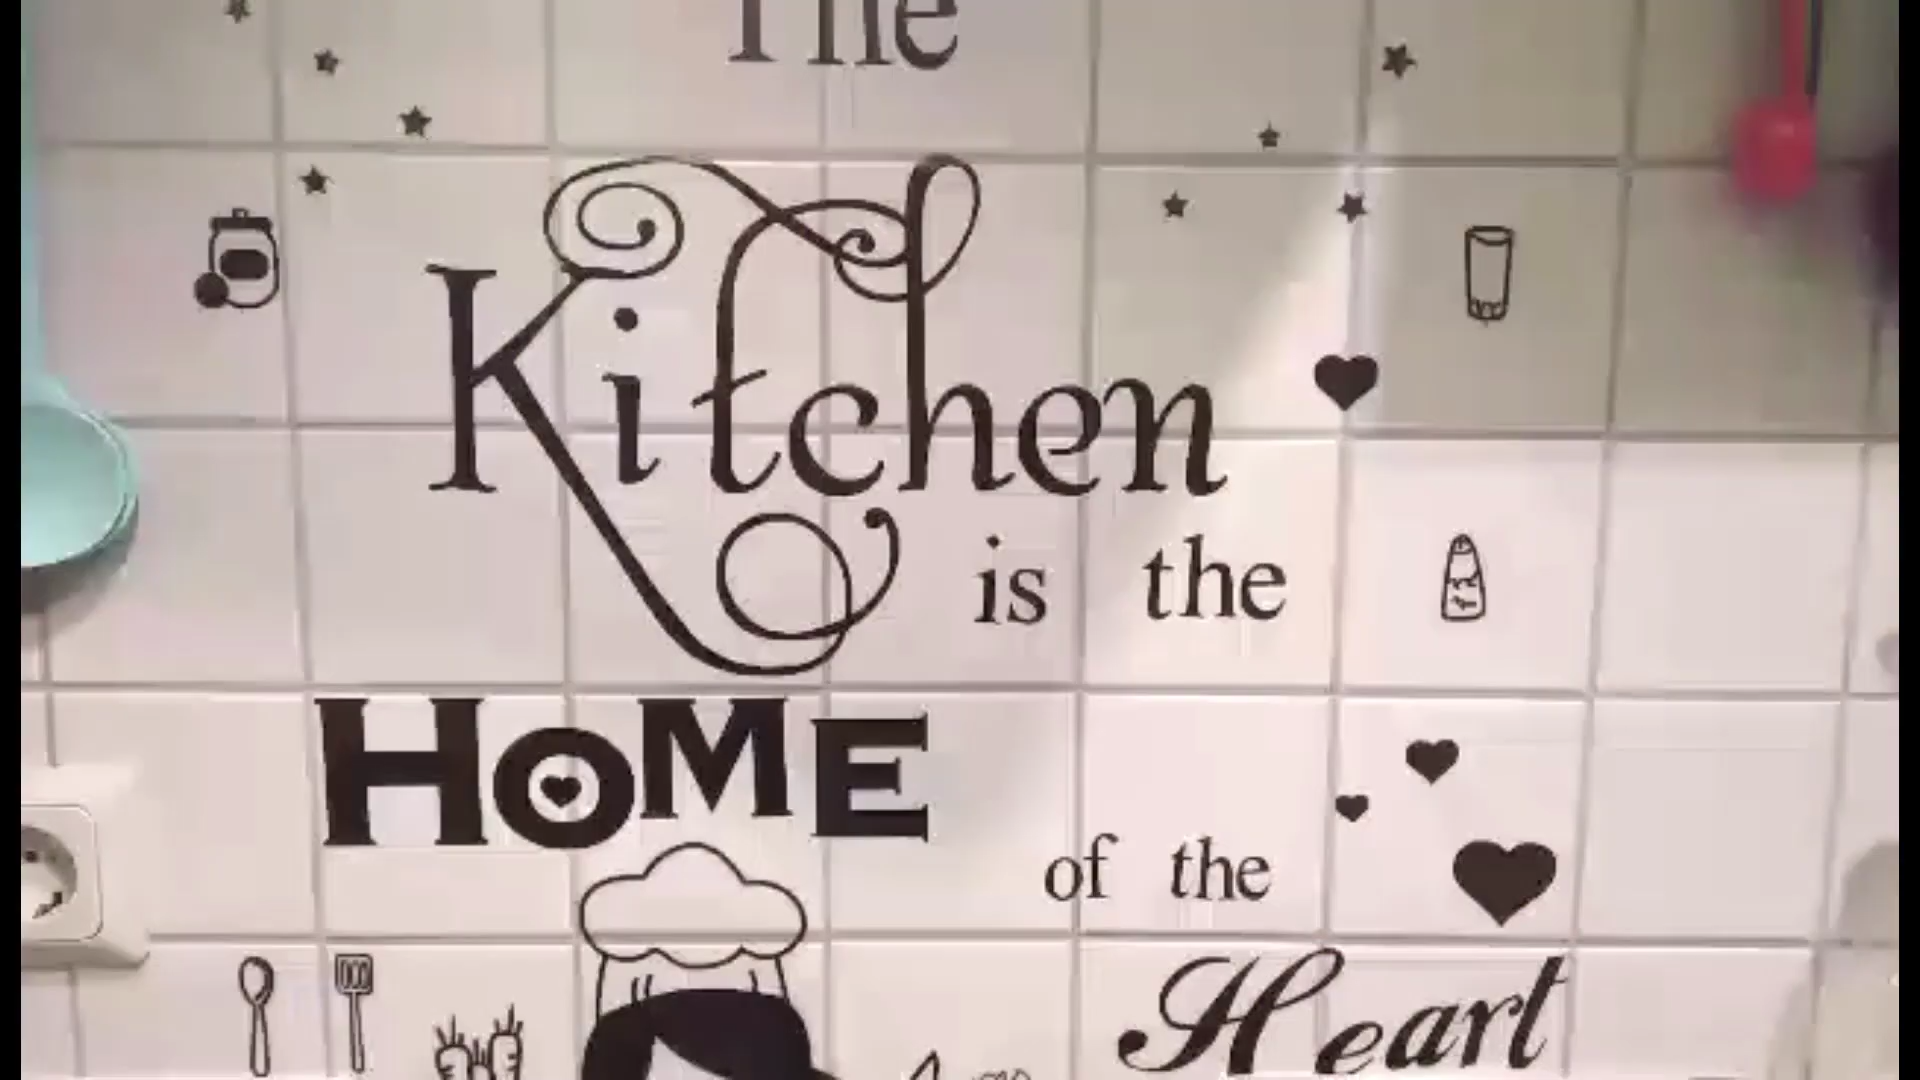 The
Kitchen
is the
HOME
of the
Heart